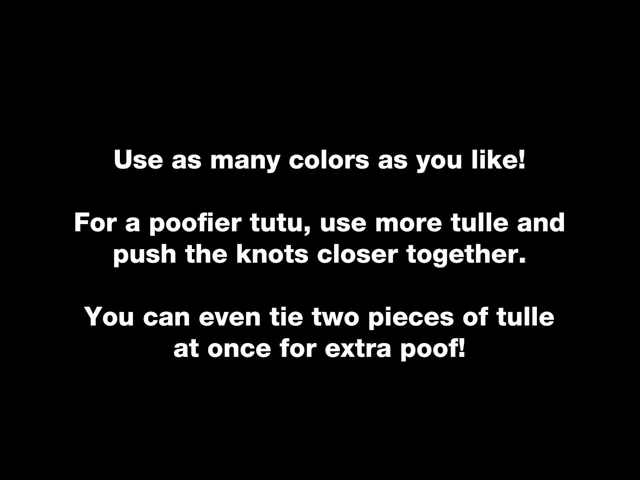 Use as many colors as you like!
For a poofier tutu, use more tulle and
push the knots closer together.
You can even tie two pieces of tulle
at once for extra poof!